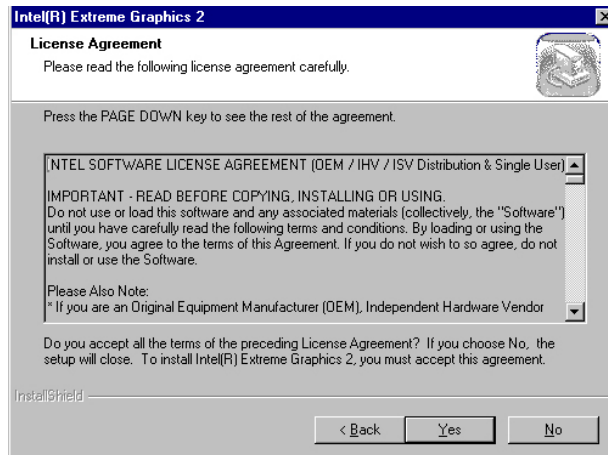 Intel(R) Extreme Graphics 2
License Agreement
Please read the following license agreement carefully.
Press the PAGE DOWN key to see the rest of the agreement.
INTEL SOFTWARE LICENSE AGREEMENT (OEM / IHV / ISV Distribution & Single User)
IMPORTANT - READ BEFORE COPYING, INSTALLING OR USING.
Do not use or load this software and any associated materials (collectively, the "Software")
until you have carefully read the following terms and conditions. By loading or using the
Software, you agree to the terms of this Agreement. If you do not wish to so agree, do not
install or use the Software.
Please Also Note:
* If you are an Original Equipment Manufacturer (OEM), Independent Hardware Vendor
Do you accept all the terms of the preceding License Agreement? If you choose No, the
setup will close. To install Intel(R) Extreme Graphics 2, you must accept this agreement.
InstallShield
< Back
Yes
No